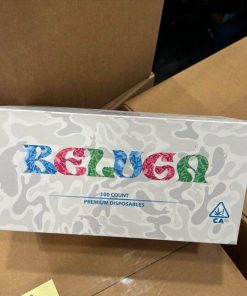 BELUGA
100 COUNT
PREMIUM DISPOSABLES
CA